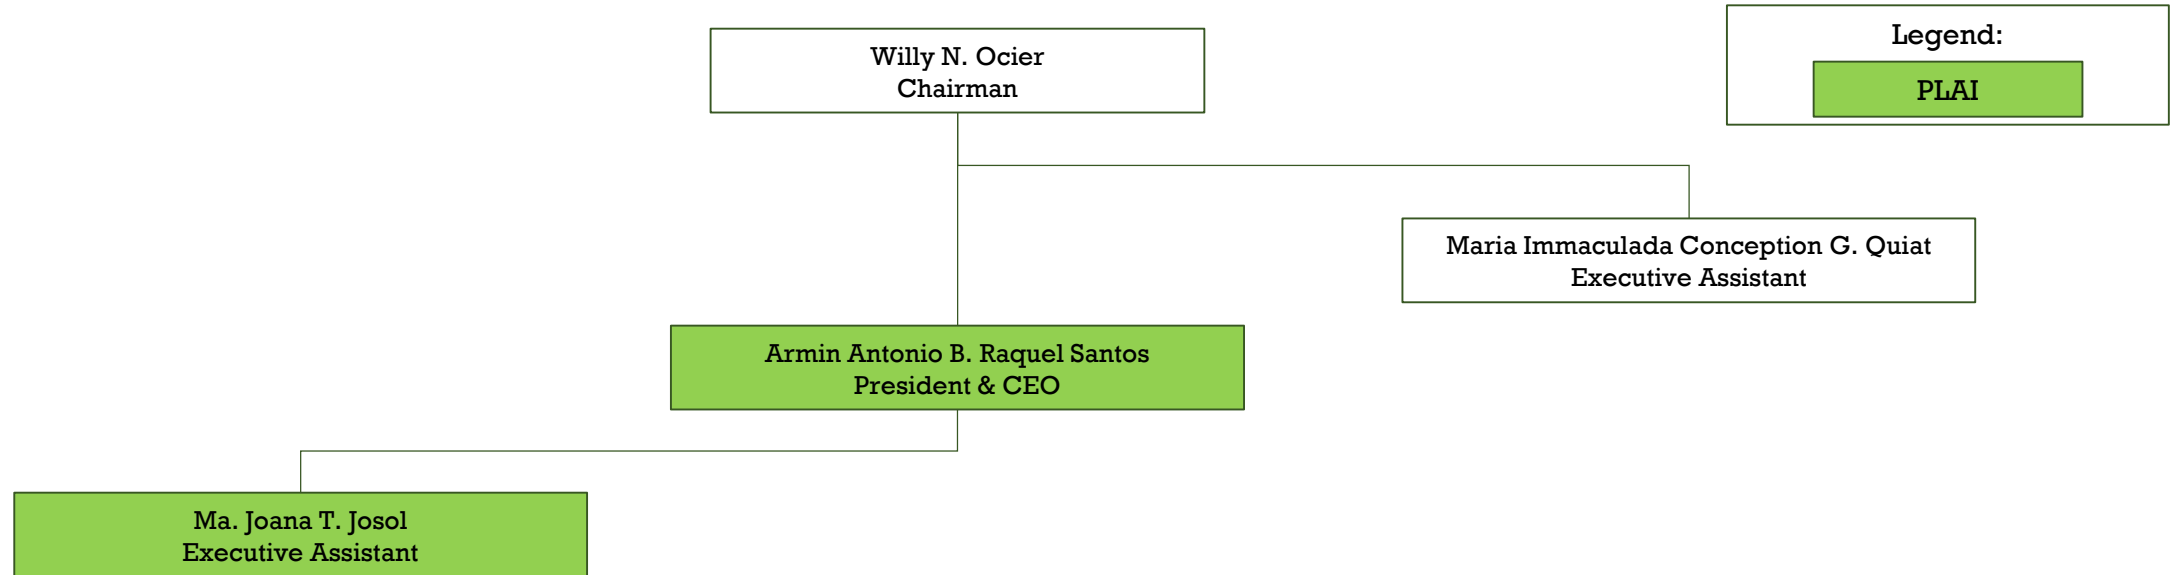 Willy N. Ocier
Chairman
Legend:
PLAI
Maria Immaculada Conception G. Quiat
Executive Assistant
Armin Antonio B. Raquel Santos
President & CEO
Ma. Joana T. Josol
Executive Assistant